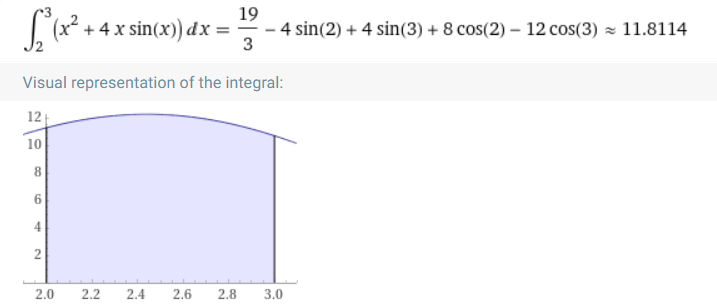 ∫₂³ (x² + 4 x sin(x)) dx = 19/3 − 4 sin(2) + 4 sin(3) + 8 cos(2) − 12 cos(3) ≈ 11.8114
Visual representation of the integral:
12
10
8
6
4
2
2.0 2.2 2.4 2.6 2.8 3.0